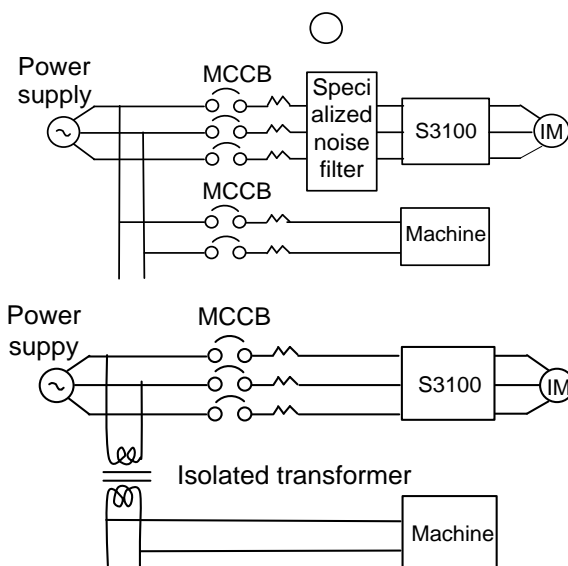 Power
supply
MCCB
Speci
alized
noise
filter
S3100
IM
~
MCCB
Machine
Power
suppy
MCCB
S3100
IM
~
Isolated transformer
Machine